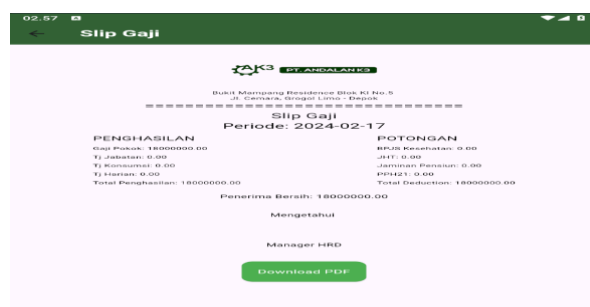 02.57
Slip Gaji
AK3 PT. ANDALAN K3
Bukit Mampang Residence Blok KI No.5
Jl. Cemara, Grogol Limo - Depok
================================
Slip Gaji
Periode: 2024-02-17
PENGHASILAN
Gaji Pokok: 18000000.00
Tj Jabatan: 0.00
Tj Konsumsi: 0.00
Tj Harian: 0.00
Total Penghasilan: 18000000.00
POTONGAN
BPJS Kesehatan: 0.00
JHT: 0.00
Jaminan Pensiun: 0.00
PPH21: 0.00
Total Deduction: 18000000.00
Penerima Bersih: 18000000.00
Mengetahui
Manager HRD
Download PDF